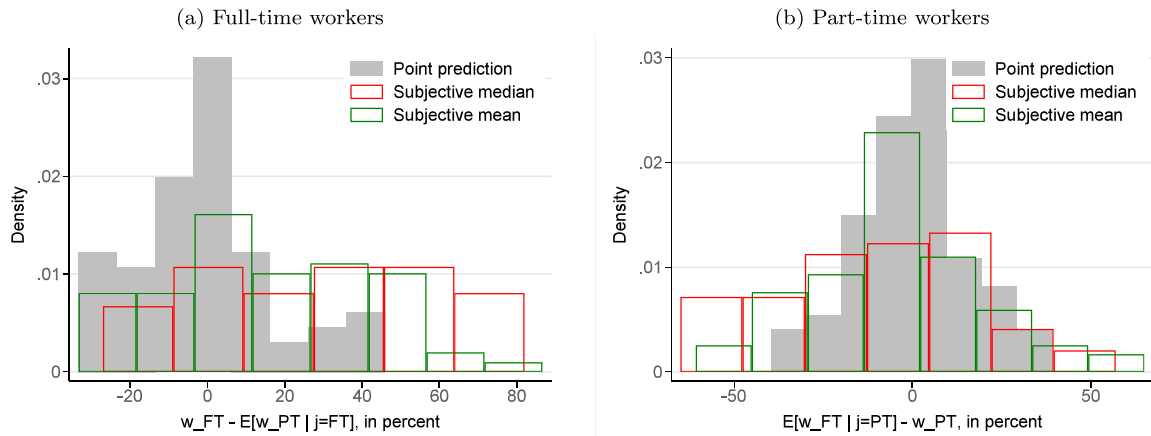 (a) Full-time workers
Point prediction
Subjective median
Subjective mean
.03
.02
.01
0
Density
-20 0 20 40 60 80
w_FT - E[w_PT | j=FT], in percent
(b) Part-time workers
Point prediction
Subjective median
Subjective mean
.03
.02
.01
0
Density
-50 0 50
E[w_FT | j=PT] - w_PT, in percent